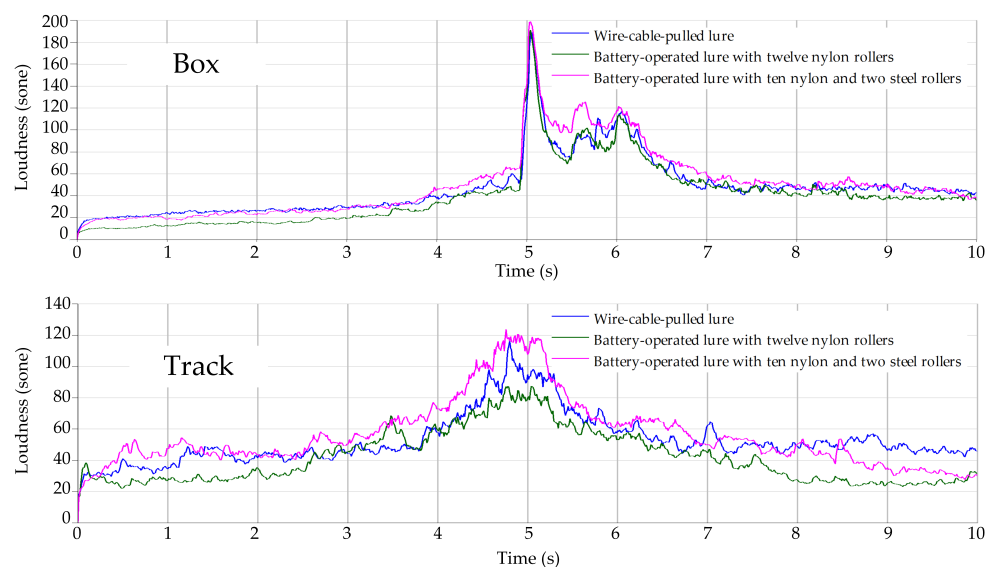 Box
Loudness (sone)
200
180
160
140
120
100
80
60
40
20
0
Wire-cable-pulled lure
Battery-operated lure with twelve nylon rollers
Battery-operated lure with ten nylon and two steel rollers
0 1 2 3 4 5 6 7 8 9 10
Time (s)
Track
Loudness (sone)
140
120
100
80
60
40
20
0
Wire-cable-pulled lure
Battery-operated lure with twelve nylon rollers
Battery-operated lure with ten nylon and two steel rollers
0 1 2 3 4 5 6 7 8 9 10
Time (s)